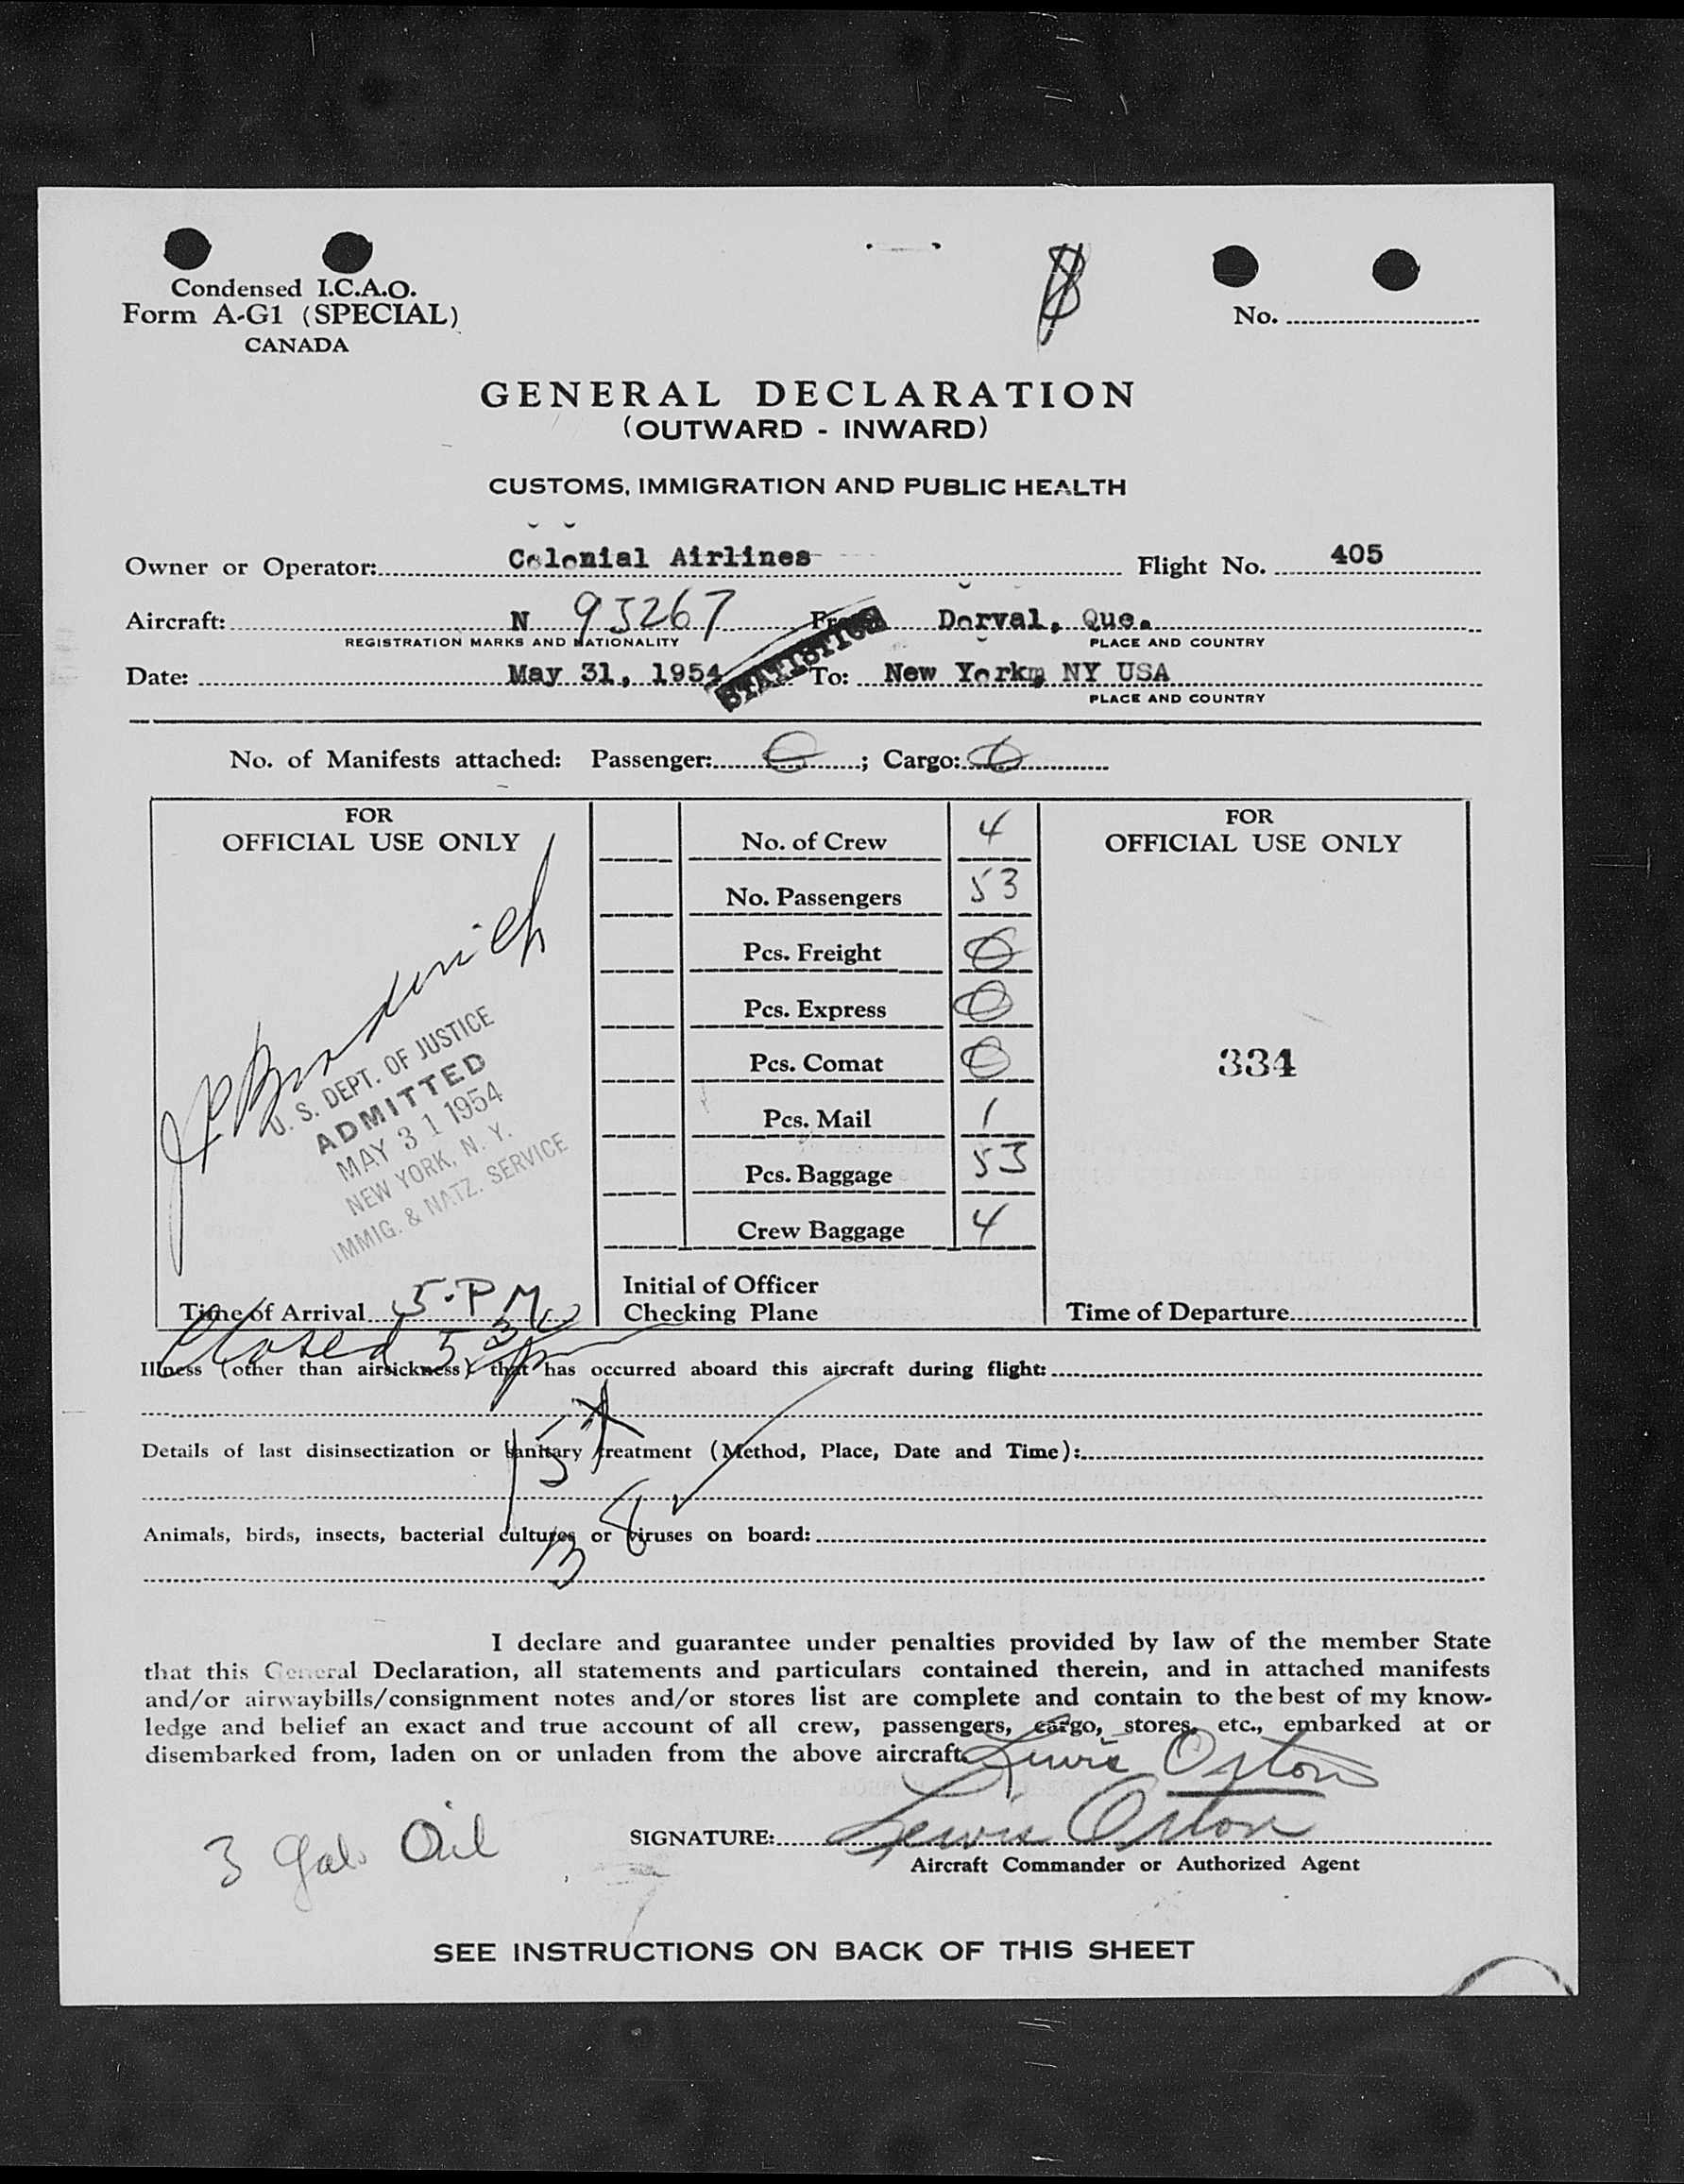 Condensed I.C.A.O.
Form A-G1 (SPECIAL)
CANADA
No.
GENERAL DECLARATION
(OUTWARD - INWARD)
CUSTOMS, IMMIGRATION AND PUBLIC HEALTH
Owner or Operator: Colonial Airlines Flight No. 405
Aircraft: N 93267 From Dorval, Que.
REGISTRATION MARKS AND NATIONALITY PLACE AND COUNTRY
STATISTICS
Date: May 31, 1954 To: New York, NY USA
PLACE AND COUNTRY
No. of Manifests attached: Passenger: 0; Cargo: 0
FOR
OFFICIAL USE ONLY
U. S. DEPT. OF JUSTICE
ADMITTED
MAY 31 1954
NEW YORK, N. Y.
IMMIG. & NATZ. SERVICE
Time of Arrival 5.PM
Closed 5 30 pm
No. of Crew 4
No. Passengers 53
Pcs. Freight 0
Pcs. Express 0
Pcs. Comat 0
Pcs. Mail 1
Pcs. Baggage 53
Crew Baggage 4
Initial of Officer
Checking Plane
FOR
OFFICIAL USE ONLY
334
Time of Departure
Illness (other than airsickness) that has occurred aboard this aircraft during flight:
Details of last disinsectization or sanitary treatment (Method, Place, Date and Time):
Animals, birds, insects, bacterial cultures or viruses on board:
I declare and guarantee under penalties provided by law of the member State
that this General Declaration, all statements and particulars contained therein, and in attached manifests
and/or airwaybills/consignment notes and/or stores list are complete and contain to the best of my know-
ledge and belief an exact and true account of all crew, passengers, cargo, stores, etc., embarked at or
disembarked from, laden on or unladen from the above aircraft.
Lewis Orton
3 Gal. Oil
SIGNATURE: Lewis Orton
Aircraft Commander or Authorized Agent
SEE INSTRUCTIONS ON BACK OF THIS SHEET